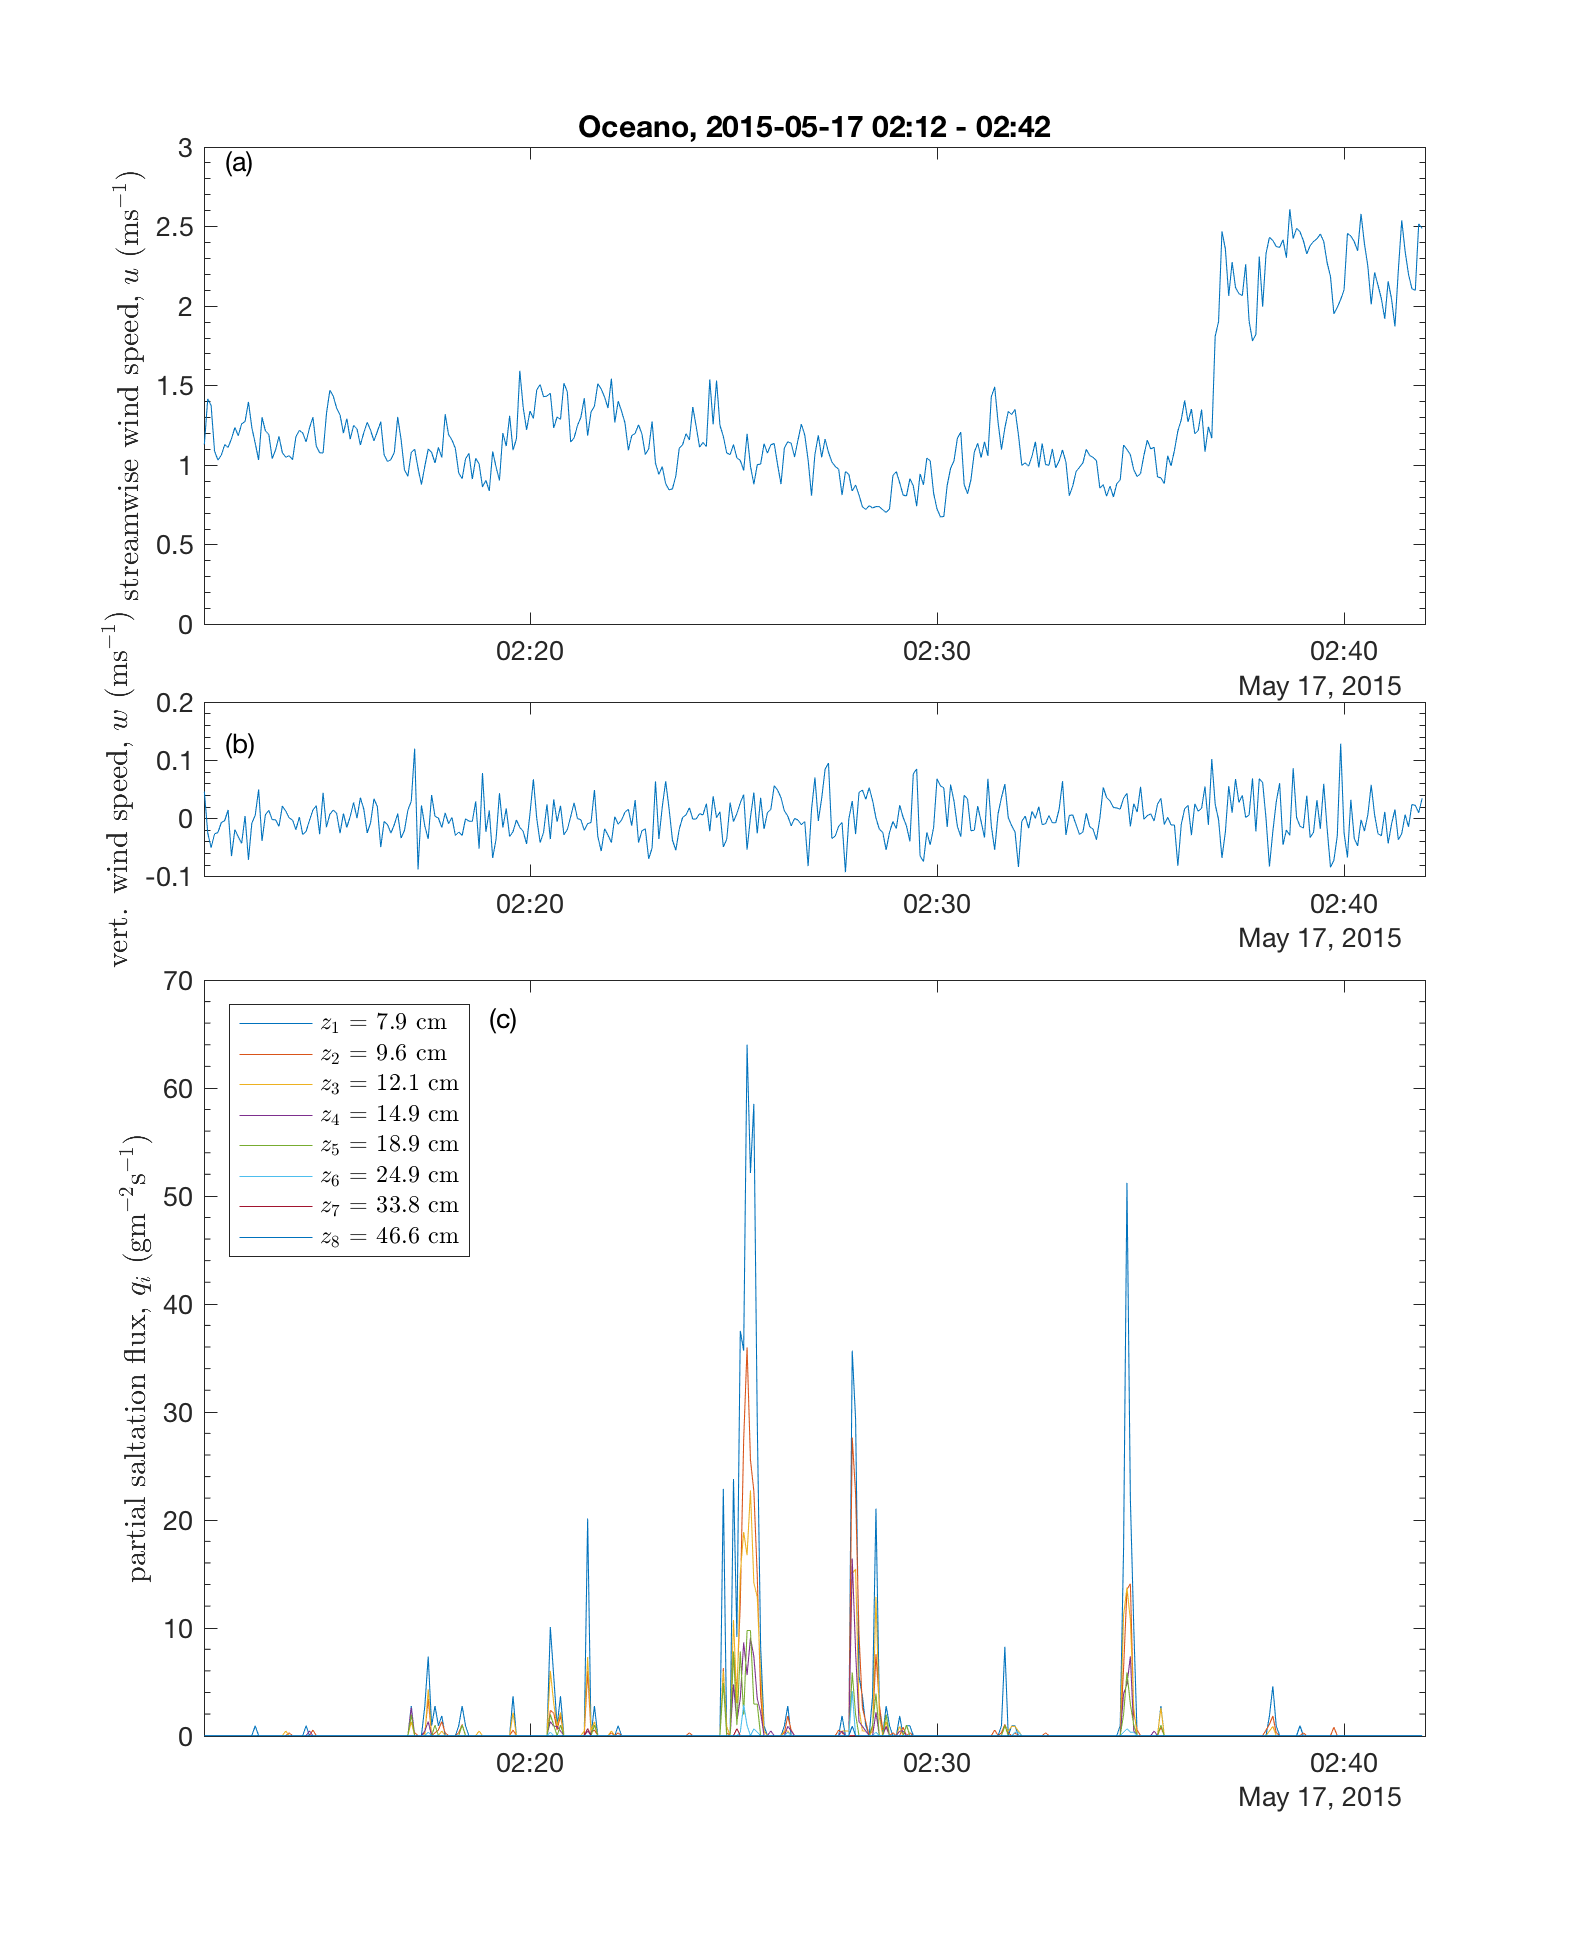 Oceano, 2015-05-17 02:12 - 02:42
(a)
streamwise wind speed, u (ms⁻¹)
3
2.5
2
1.5
1
0.5
0
02:20 02:30 02:40
May 17, 2015
(b)
vert. wind speed, w (ms⁻¹)
0.2
0.1
0
-0.1
02:20 02:30 02:40
May 17, 2015
(c)
partial saltation flux, qᵢ (gm⁻²s⁻¹)
70
60
50
40
30
20
10
0
z₁ = 7.9 cm
z₂ = 9.6 cm
z₃ = 12.1 cm
z₄ = 14.9 cm
z₅ = 18.9 cm
z₆ = 24.9 cm
z₇ = 33.8 cm
z₈ = 46.6 cm
02:20 02:30 02:40
May 17, 2015